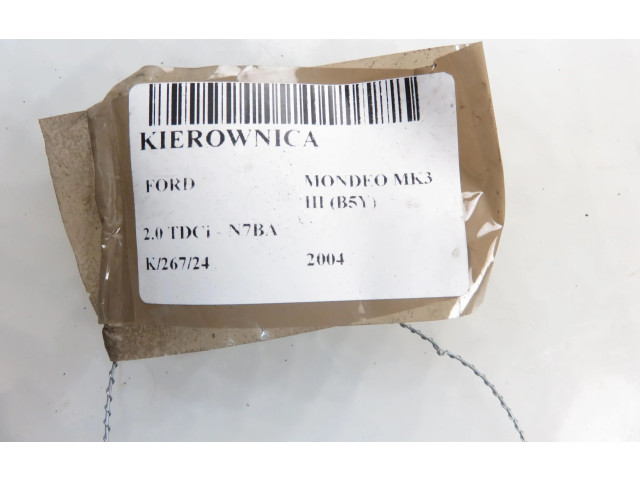 KIEROWNICA
FORD MONDEO MK3
III (B5Y)
2.0 TDCi - N7BA
K/267/24 2004